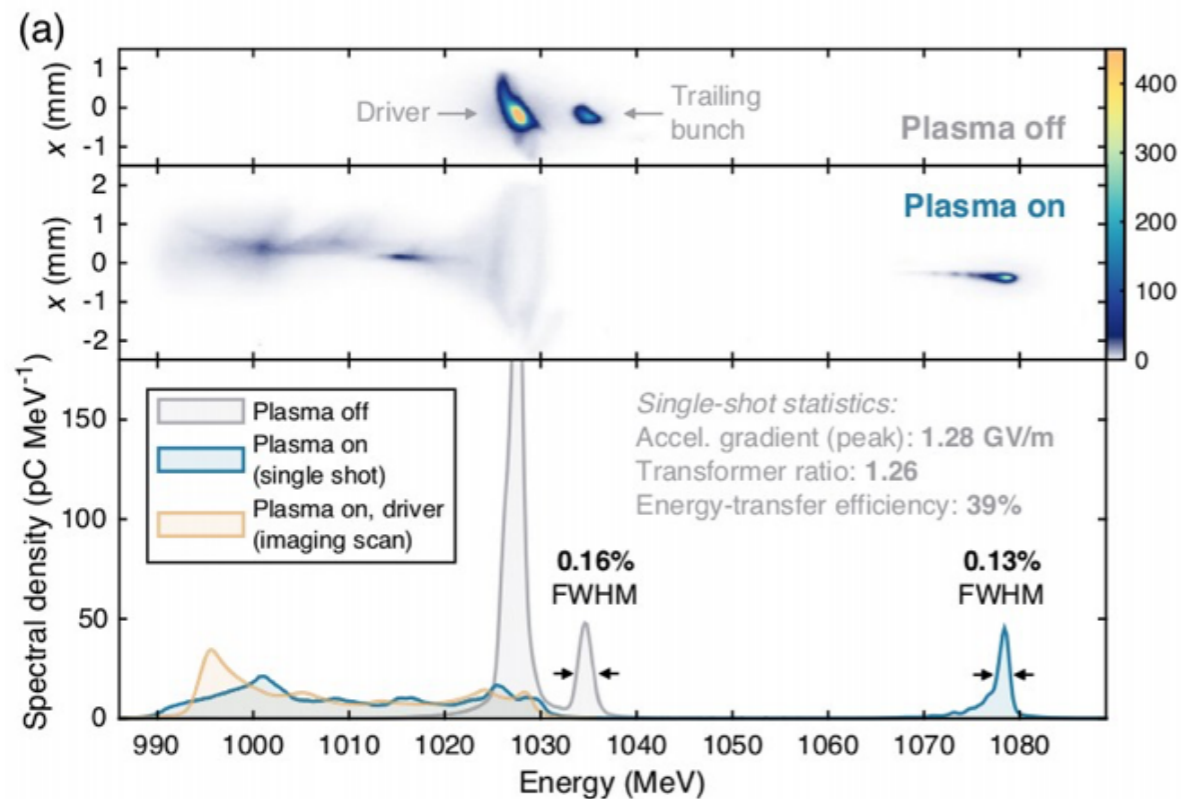 (a)
x (mm)
1
0
-1
Driver
Trailing
bunch
Plasma off
x (mm)
2
1
0
-1
-2
Plasma on
400
300
200
100
0
Spectral density (pC MeV⁻¹)
150
100
50
0
Plasma off
Plasma on
(single shot)
Plasma on, driver
(imaging scan)
Single-shot statistics:
Accel. gradient (peak): 1.28 GV/m
Transformer ratio: 1.26
Energy-transfer efficiency: 39%
0.16%
FWHM
0.13%
FWHM
990 1000 1010 1020 1030 1040 1050 1060 1070 1080
Energy (MeV)